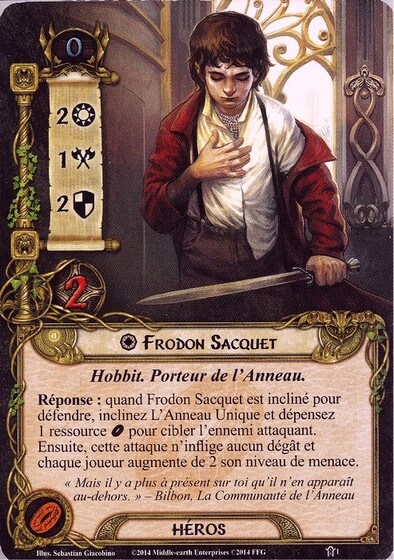 0
2
1
2
2
Frodon Sacquet
Hobbit. Porteur de l'Anneau.
Réponse : quand Frodon Sacquet est incliné pour
défendre, inclinez L'Anneau Unique et dépensez
1 ressource pour cibler l'ennemi attaquant.
Ensuite, cette attaque n'inflige aucun dégât et
chaque joueur augmente de 2 son niveau de menace.
« Mais il y a plus à présent sur toi qu'il n'en apparaît
au-dehors. » – Bilbon, La Communauté de l'Anneau
HÉROS
Illus. Sebastian Giacobino
©2014 Middle-earth Enterprises ©2014 FFG
1